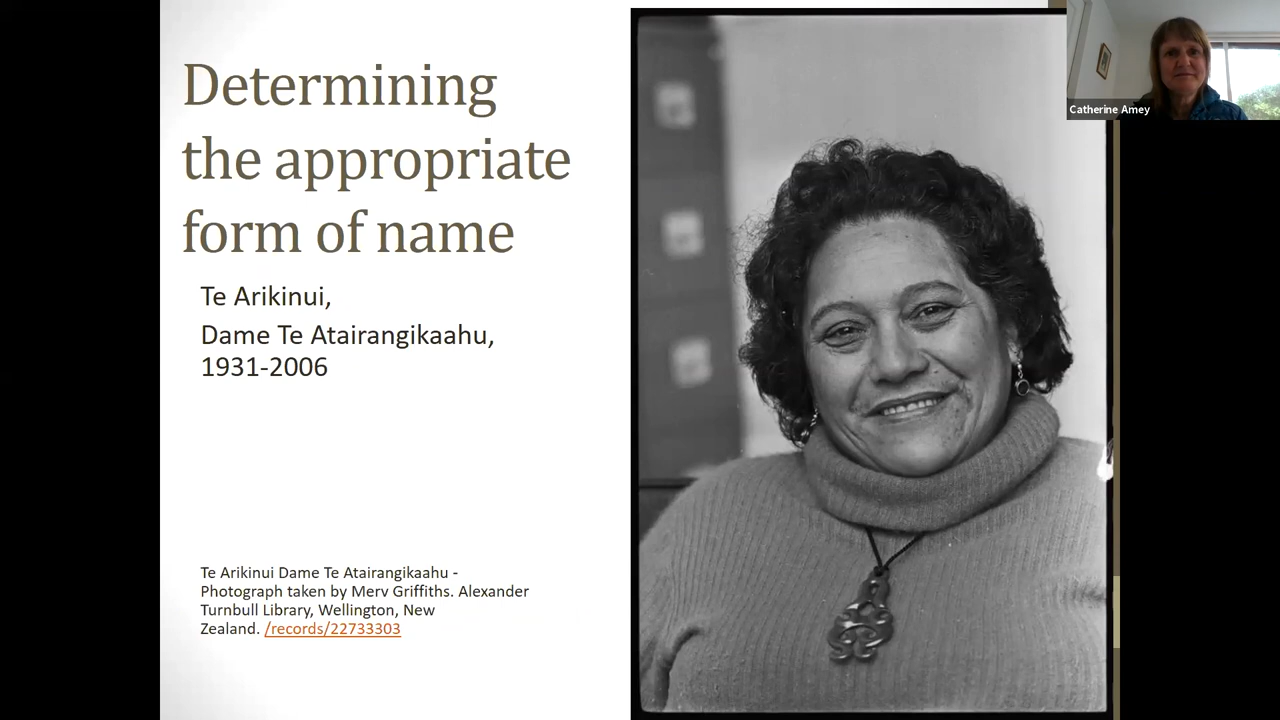 Determining
the appropriate
form of name
Te Arikinui,
Dame Te Atairangikaahu,
1931-2006
Te Arikinui Dame Te Atairangikaahu -
Photograph taken by Merv Griffiths. Alexander
Turnbull Library, Wellington, New
Zealand. /records/22733303
Catherine Amey